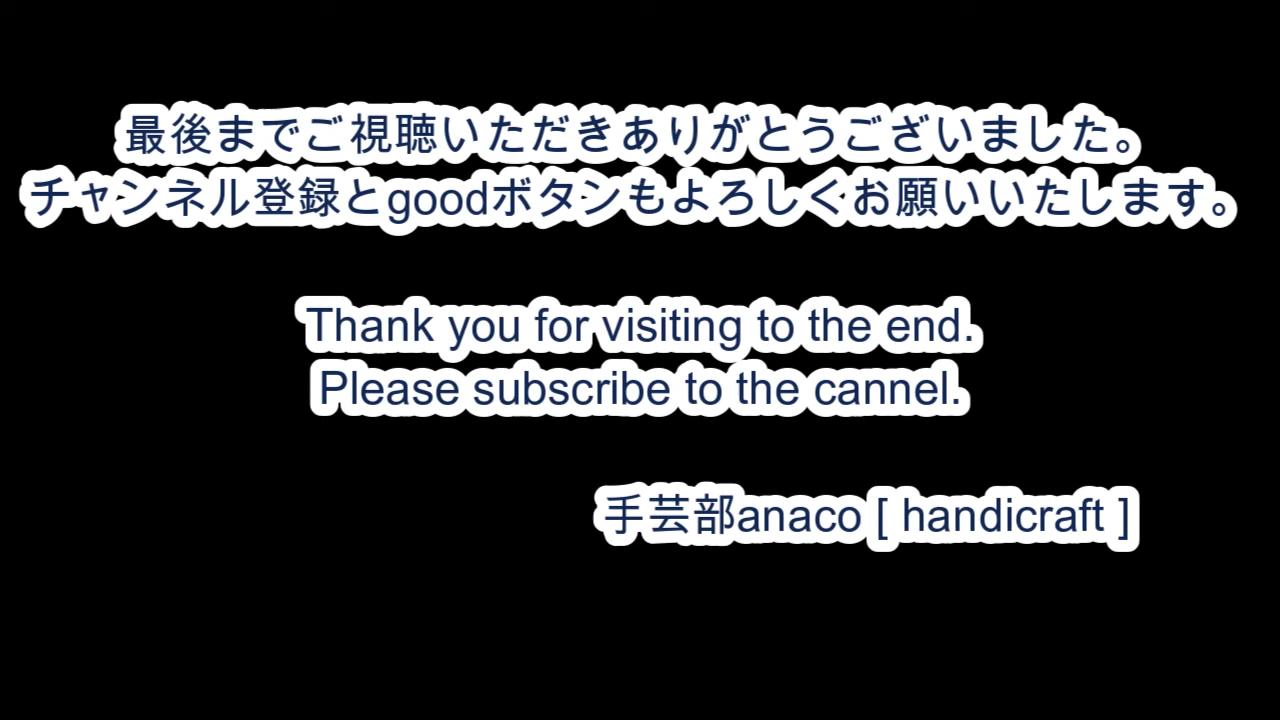 最後までご視聴いただきありがとうございました。
チャンネル登録とgoodボタンもよろしくお願いいたします。
Thank you for visiting to the end.
Please subscribe to the cannel.
手芸部anaco [ handicraft ]